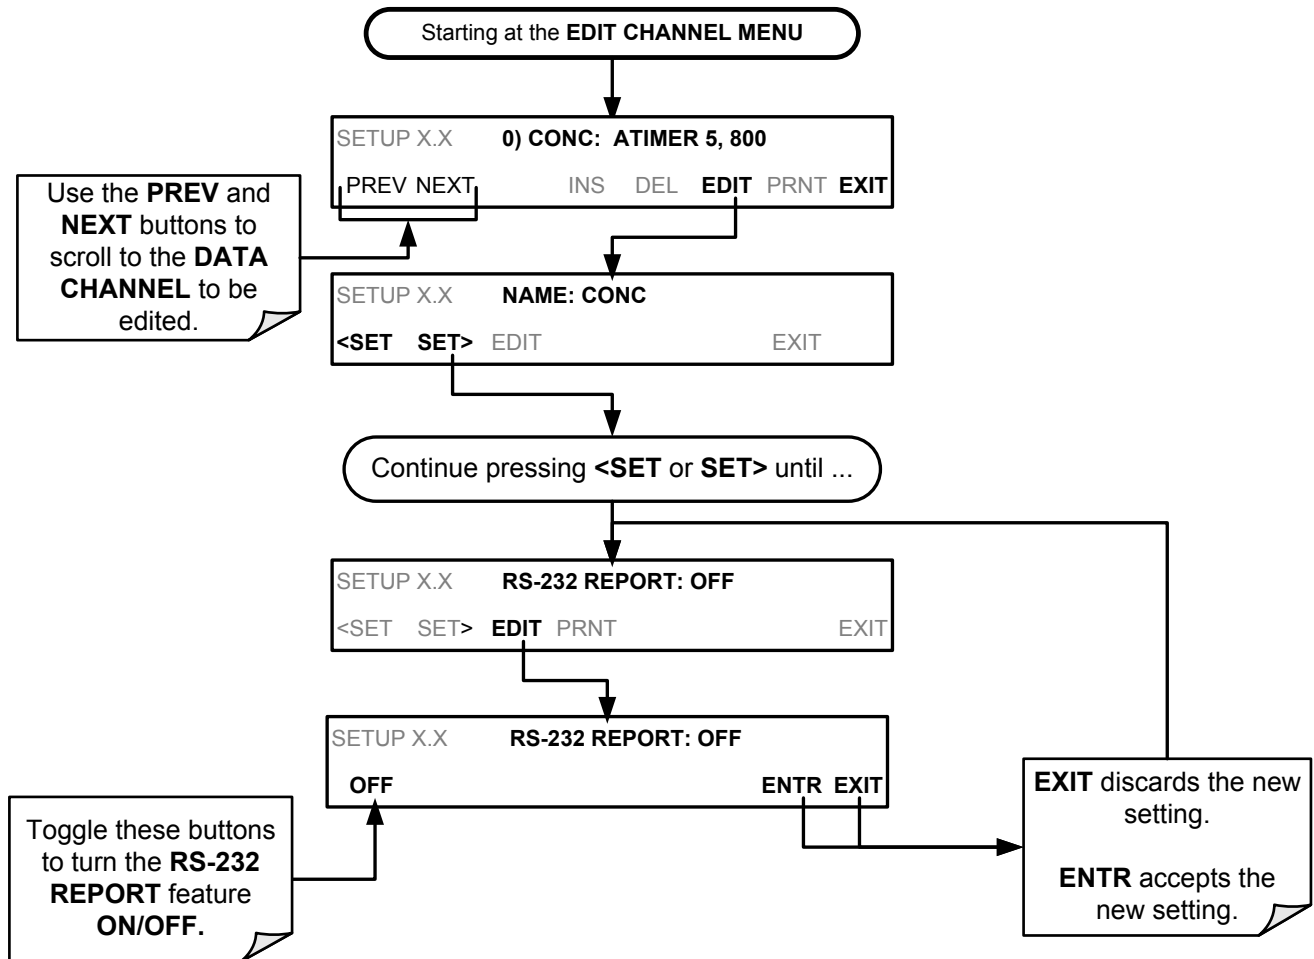 Starting at the EDIT CHANNEL MENU
SETUP X.X 0) CONC: ATIMER 5, 800
PREV NEXT INS DEL EDIT PRNT EXIT
Use the PREV and
NEXT buttons to
scroll to the DATA
CHANNEL to be
edited.
SETUP X.X NAME: CONC
<SET SET> EDIT EXIT
Continue pressing <SET or SET> until ...
SETUP X.X RS-232 REPORT: OFF
<SET SET> EDIT PRNT EXIT
SETUP X.X RS-232 REPORT: OFF
OFF ENTR EXIT
Toggle these buttons
to turn the RS-232
REPORT feature
ON/OFF.
EXIT discards the new
setting.
ENTR accepts the
new setting.